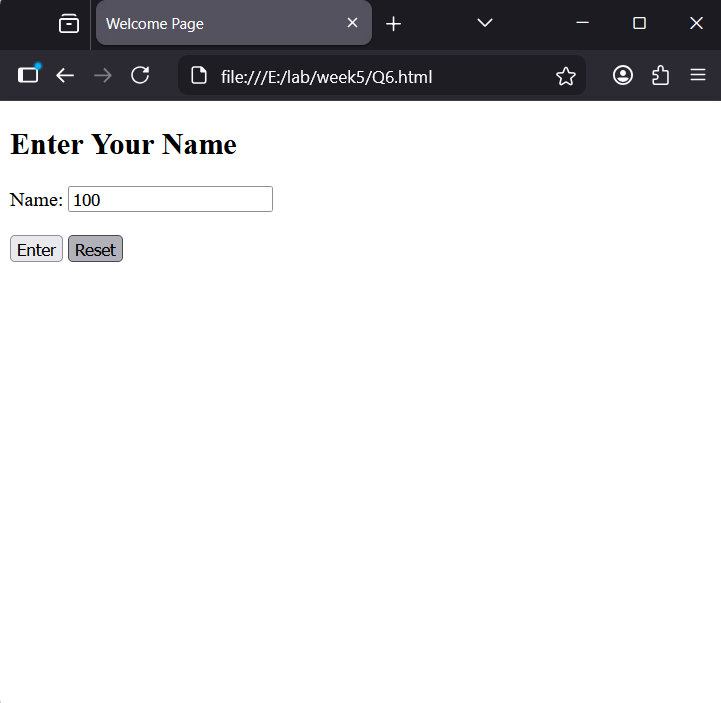 Welcome Page
file:///E:/lab/week5/Q6.html
Enter Your Name
Name: 100
Enter Reset